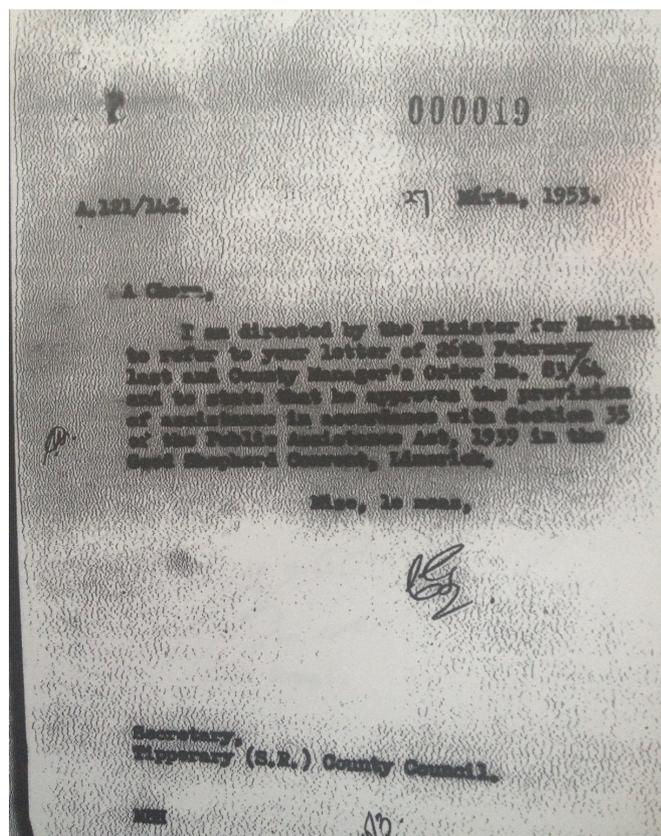 000019
A.121/142.
27 Márta, 1953.
A Chara,
I am directed by the Minister for Health
to refer to your letter of 26th February
last and County Manager's Order No. 83/64
and to state that he approves the provision
of assistance in accordance with Section 35
of the Public Assistance Act, 1939 in the
Good Shepherd Convent, Limerick.
Mise, le meas,
Secretary,
Tipperary (S.R.) County Council.